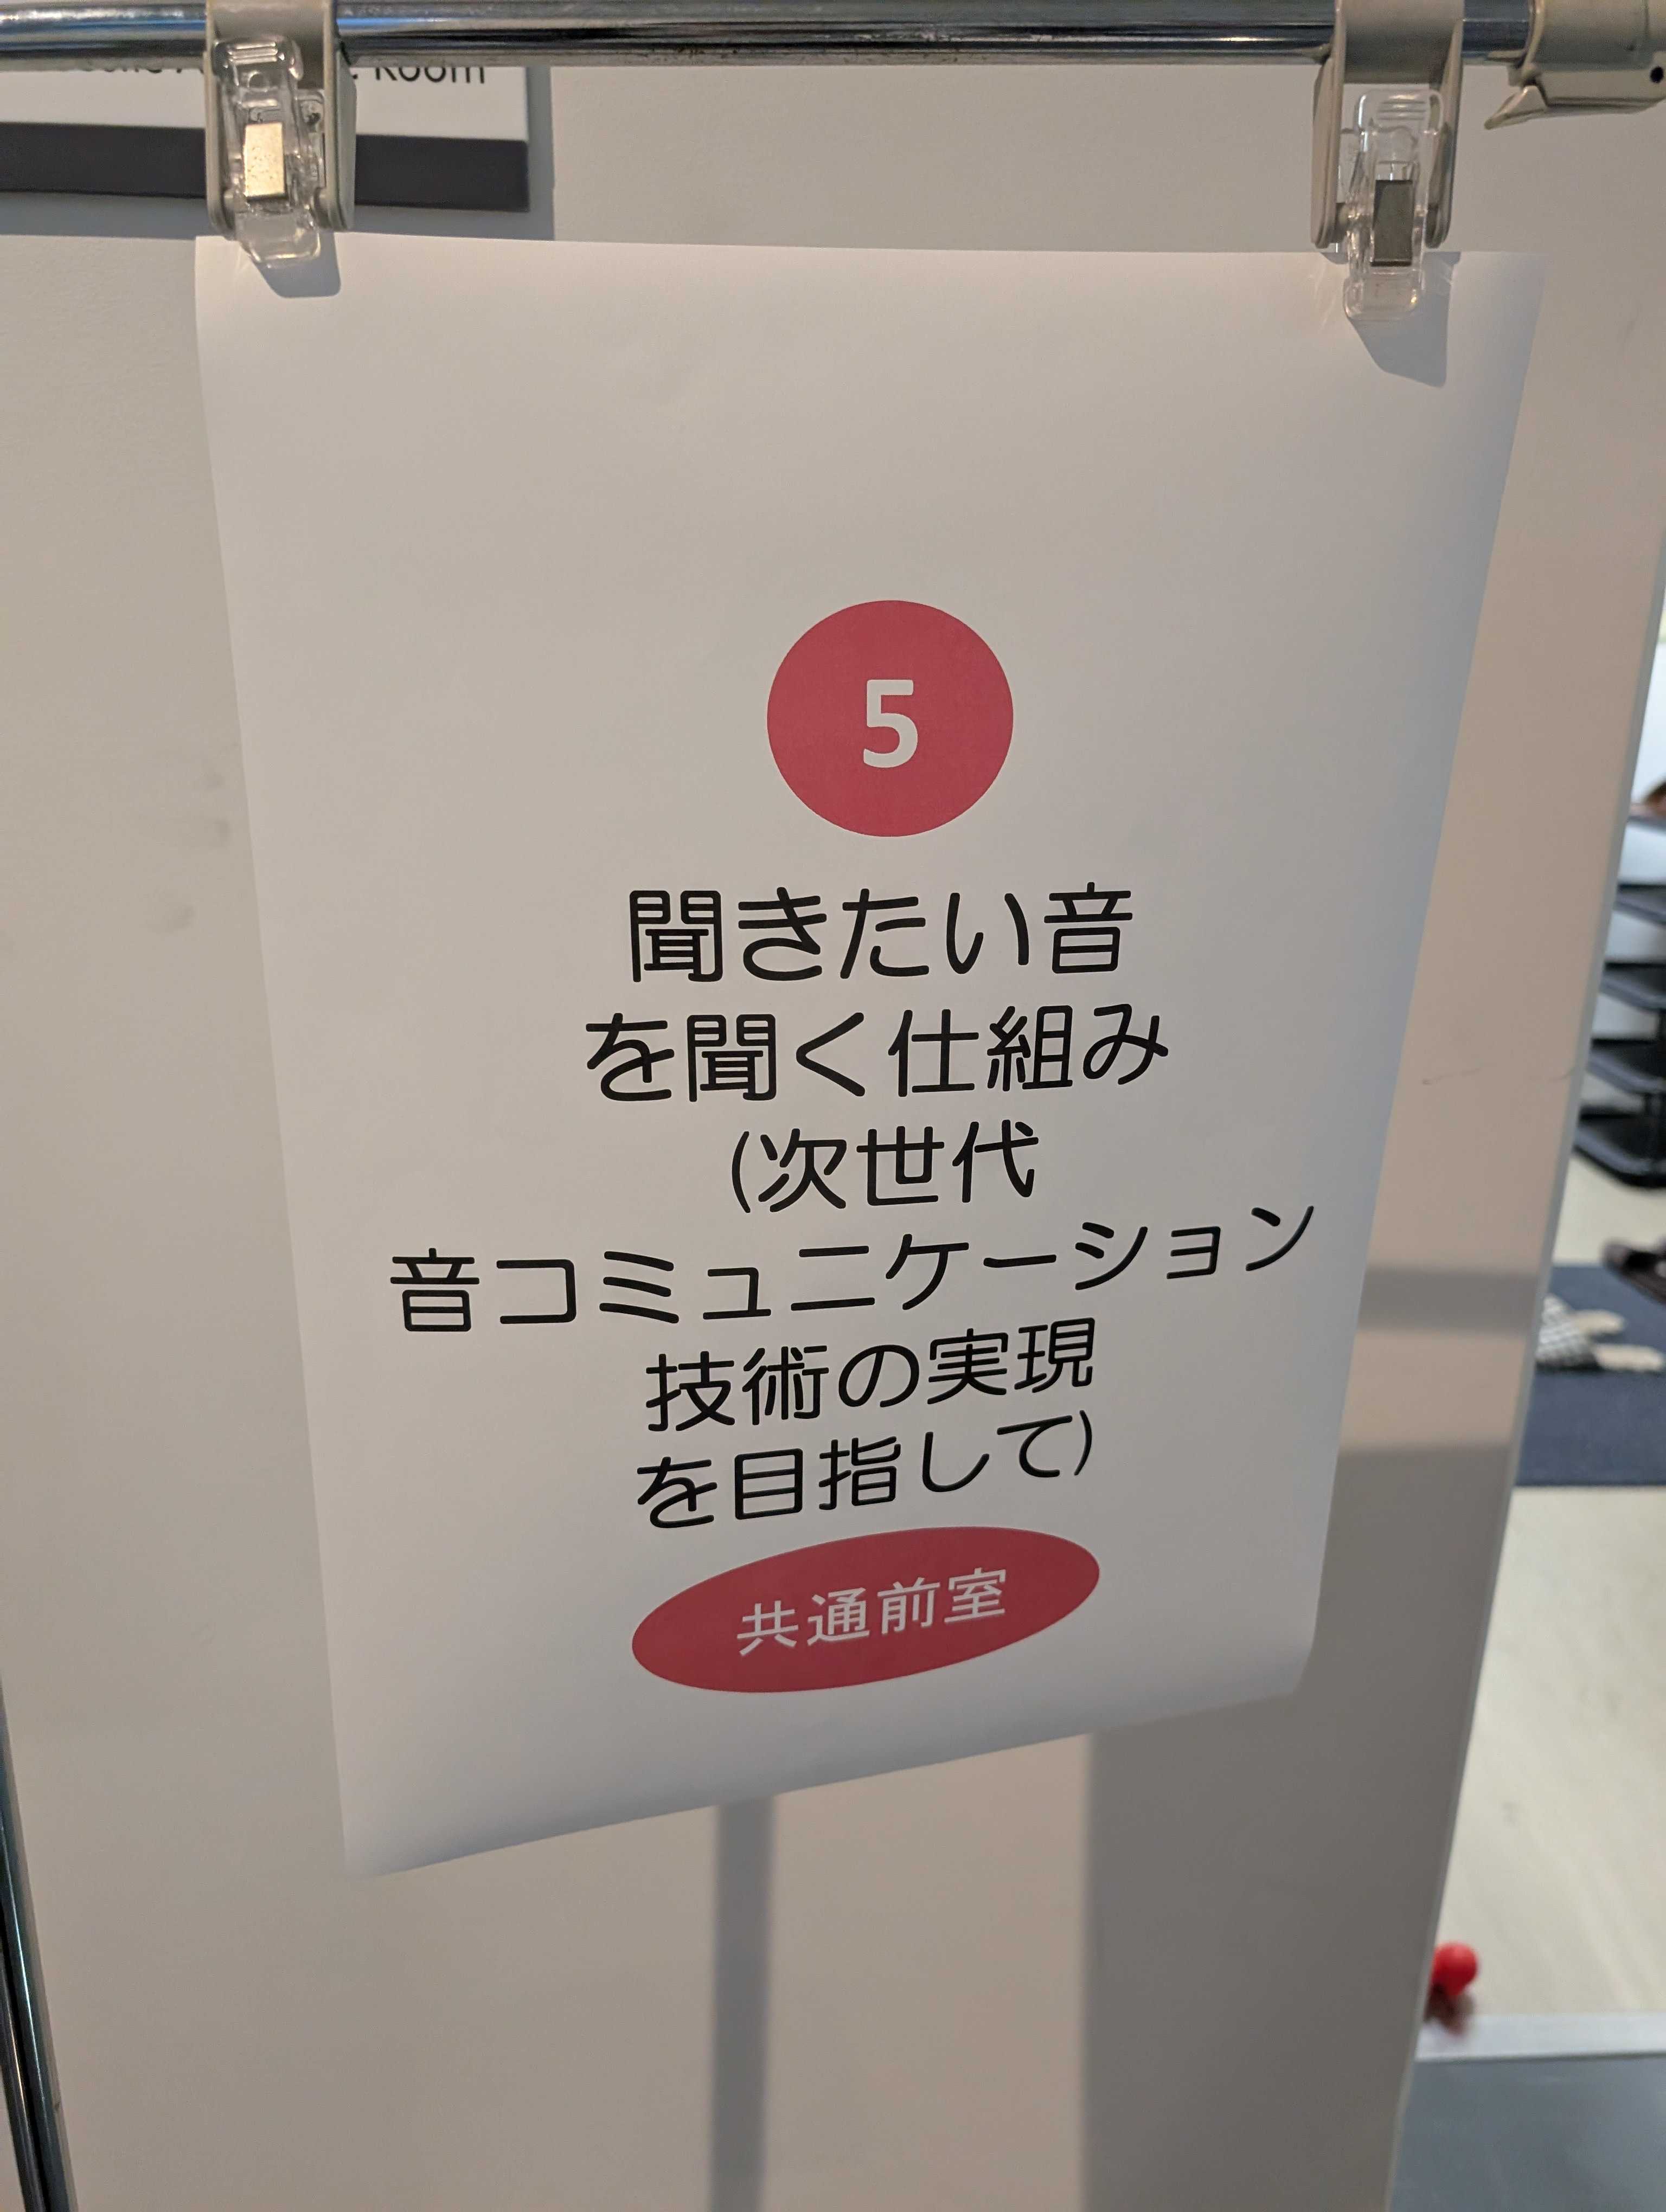 Room
5
聞きたい音
を聞く仕組み
(次世代
音コミュニケーション
技術の実現
を目指して)
共通前室